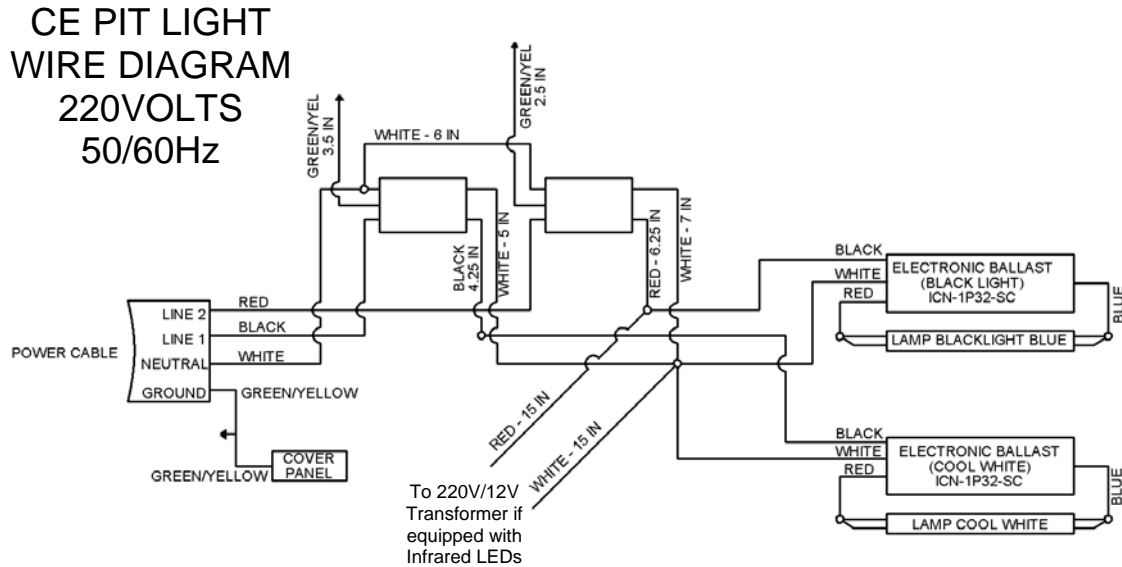 CE PIT LIGHT
WIRE DIAGRAM
220VOLTS
50/60Hz
GREEN/YEL
3.5 IN
WHITE - 6 IN
GREEN/YEL
2.5 IN
BLACK
4.25 IN
WHITE - 5 IN
RED - 6.25 IN
WHITE - 7 IN
POWER CABLE
LINE 2
LINE 1
NEUTRAL
GROUND
RED
BLACK
WHITE
GREEN/YELLOW
GREEN/YELLOW
COVER
PANEL
RED - 15 IN
WHITE - 15 IN
To 220V/12V
Transformer if
equipped with
Infrared LEDs
BLACK
WHITE
RED
ELECTRONIC BALLAST
(BLACK LIGHT)
ICN-1P32-SC
BLUE
LAMP BLACKLIGHT BLUE
BLACK
WHITE
RED
ELECTRONIC BALLAST
(COOL WHITE)
ICN-1P32-SC
BLUE
LAMP COOL WHITE